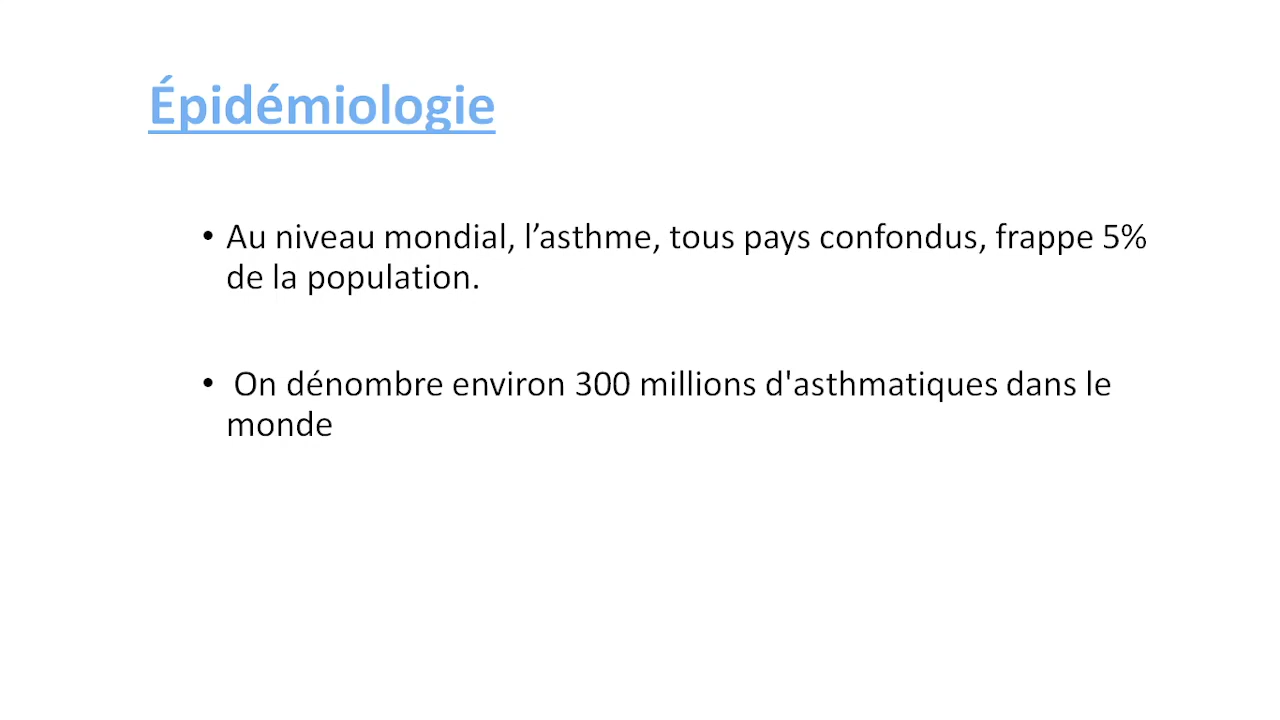 Épidémiologie
• Au niveau mondial, l’asthme, tous pays confondus, frappe 5%
de la population.
• On dénombre environ 300 millions d'asthmatiques dans le
monde